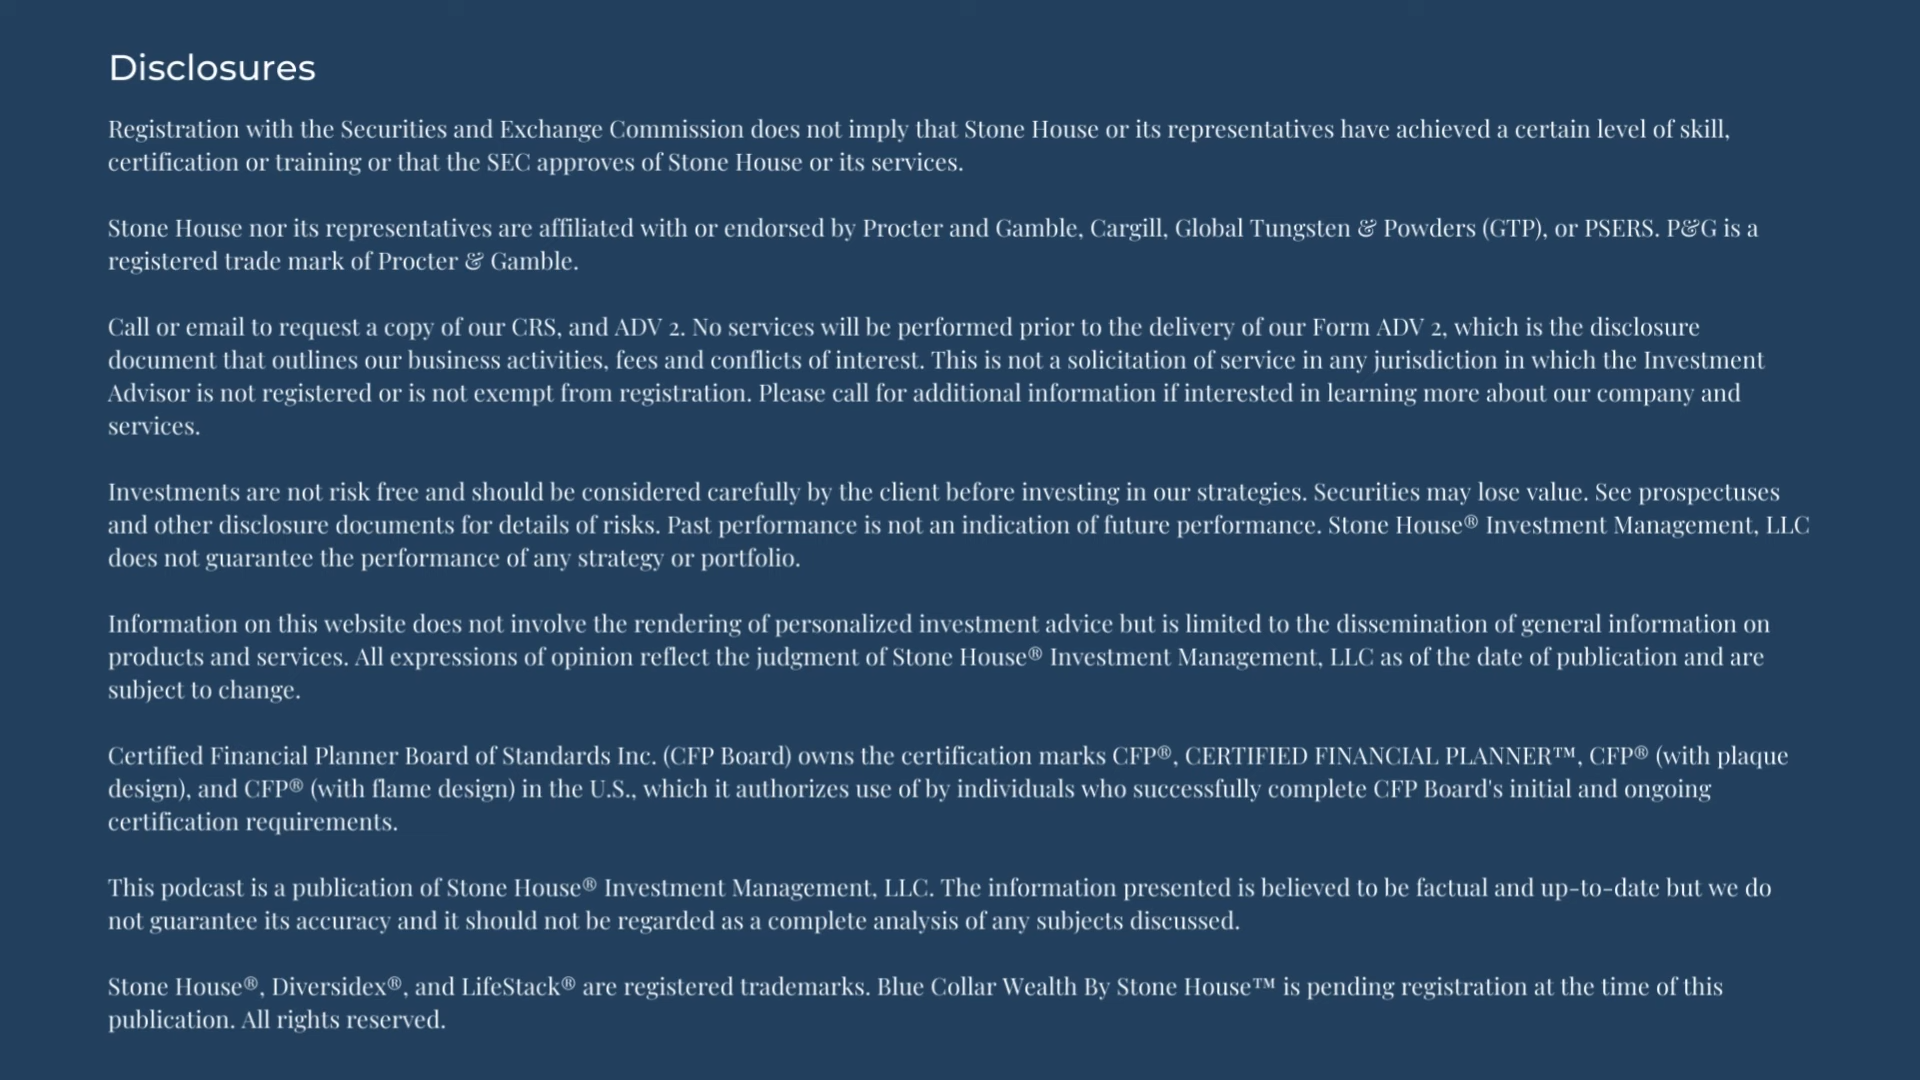 Disclosures
Registration with the Securities and Exchange Commission does not imply that Stone House or its representatives have achieved a certain level of skill,
certification or training or that the SEC approves of Stone House or its services.
Stone House nor its representatives are affiliated with or endorsed by Procter and Gamble, Cargill, Global Tungsten & Powders (GTP), or PSERS. P&G is a
registered trade mark of Procter & Gamble.
Call or email to request a copy of our CRS, and ADV 2. No services will be performed prior to the delivery of our Form ADV 2, which is the disclosure
document that outlines our business activities, fees and conflicts of interest. This is not a solicitation of service in any jurisdiction in which the Investment
Advisor is not registered or is not exempt from registration. Please call for additional information if interested in learning more about our company and
services.
Investments are not risk free and should be considered carefully by the client before investing in our strategies. Securities may lose value. See prospectuses
and other disclosure documents for details of risks. Past performance is not an indication of future performance. Stone House® Investment Management, LLC
does not guarantee the performance of any strategy or portfolio.
Information on this website does not involve the rendering of personalized investment advice but is limited to the dissemination of general information on
products and services. All expressions of opinion reflect the judgment of Stone House® Investment Management, LLC as of the date of publication and are
subject to change.
Certified Financial Planner Board of Standards Inc. (CFP Board) owns the certification marks CFP®, CERTIFIED FINANCIAL PLANNER™, CFP® (with plaque
design), and CFP® (with flame design) in the U.S., which it authorizes use of by individuals who successfully complete CFP Board's initial and ongoing
certification requirements.
This podcast is a publication of Stone House® Investment Management, LLC. The information presented is believed to be factual and up-to-date but we do
not guarantee its accuracy and it should not be regarded as a complete analysis of any subjects discussed.
Stone House®, Diversidex®, and LifeStack® are registered trademarks. Blue Collar Wealth By Stone House™ is pending registration at the time of this
publication. All rights reserved.